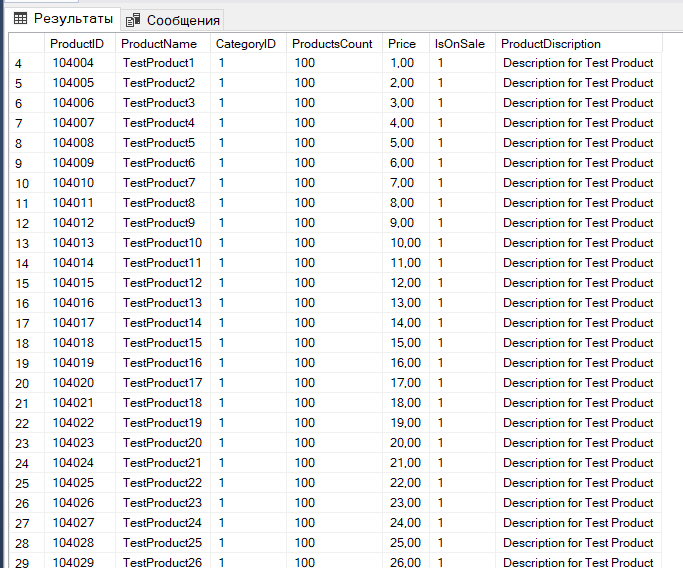 Результаты Сообщения
ProductID ProductName CategoryID ProductsCount Price IsOnSale ProductDiscription
4 104004 TestProduct1 1 100 1,00 1 Description for Test Product
5 104005 TestProduct2 1 100 2,00 1 Description for Test Product
6 104006 TestProduct3 1 100 3,00 1 Description for Test Product
7 104007 TestProduct4 1 100 4,00 1 Description for Test Product
8 104008 TestProduct5 1 100 5,00 1 Description for Test Product
9 104009 TestProduct6 1 100 6,00 1 Description for Test Product
10 104010 TestProduct7 1 100 7,00 1 Description for Test Product
11 104011 TestProduct8 1 100 8,00 1 Description for Test Product
12 104012 TestProduct9 1 100 9,00 1 Description for Test Product
13 104013 TestProduct10 1 100 10,00 1 Description for Test Product
14 104014 TestProduct11 1 100 11,00 1 Description for Test Product
15 104015 TestProduct12 1 100 12,00 1 Description for Test Product
16 104016 TestProduct13 1 100 13,00 1 Description for Test Product
17 104017 TestProduct14 1 100 14,00 1 Description for Test Product
18 104018 TestProduct15 1 100 15,00 1 Description for Test Product
19 104019 TestProduct16 1 100 16,00 1 Description for Test Product
20 104020 TestProduct17 1 100 17,00 1 Description for Test Product
21 104021 TestProduct18 1 100 18,00 1 Description for Test Product
22 104022 TestProduct19 1 100 19,00 1 Description for Test Product
23 104023 TestProduct20 1 100 20,00 1 Description for Test Product
24 104024 TestProduct21 1 100 21,00 1 Description for Test Product
25 104025 TestProduct22 1 100 22,00 1 Description for Test Product
26 104026 TestProduct23 1 100 23,00 1 Description for Test Product
27 104027 TestProduct24 1 100 24,00 1 Description for Test Product
28 104028 TestProduct25 1 100 25,00 1 Description for Test Product
29 104029 TestProduct26 1 100 26,00 1 Description for Test Product